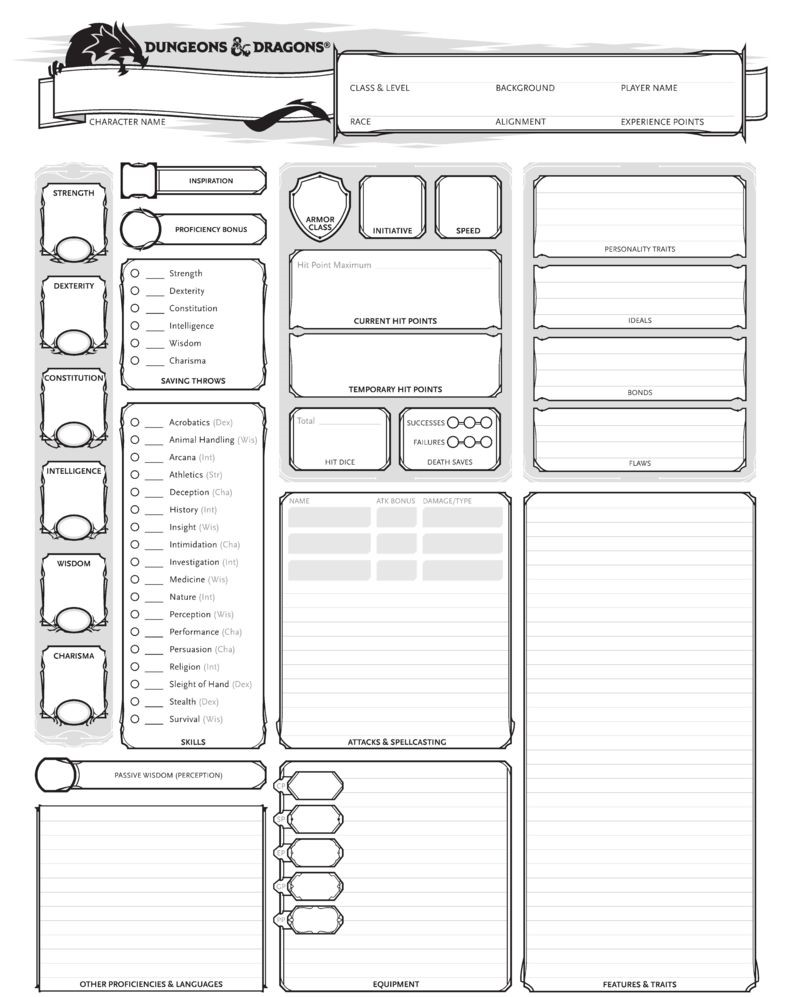 DUNGEONS & DRAGONS®
CHARACTER NAME
CLASS & LEVEL BACKGROUND PLAYER NAME
RACE ALIGNMENT EXPERIENCE POINTS
STRENGTH
DEXTERITY
CONSTITUTION
INTELLIGENCE
WISDOM
CHARISMA
INSPIRATION
PROFICIENCY BONUS
Strength
Dexterity
Constitution
Intelligence
Wisdom
Charisma
SAVING THROWS
Acrobatics (Dex)
Animal Handling (Wis)
Arcana (Int)
Athletics (Str)
Deception (Cha)
History (Int)
Insight (Wis)
Intimidation (Cha)
Investigation (Int)
Medicine (Wis)
Nature (Int)
Perception (Wis)
Performance (Cha)
Persuasion (Cha)
Religion (Int)
Sleight of Hand (Dex)
Stealth (Dex)
Survival (Wis)
SKILLS
PASSIVE WISDOM (PERCEPTION)
OTHER PROFICIENCIES & LANGUAGES
ARMOR
CLASS
INITIATIVE
SPEED
Hit Point Maximum
CURRENT HIT POINTS
TEMPORARY HIT POINTS
Total
HIT DICE
SUCCESSES
FAILURES
DEATH SAVES
NAME ATK BONUS DAMAGE/TYPE
ATTACKS & SPELLCASTING
CP
SP
EP
GP
PP
EQUIPMENT
PERSONALITY TRAITS
IDEALS
BONDS
FLAWS
FEATURES & TRAITS